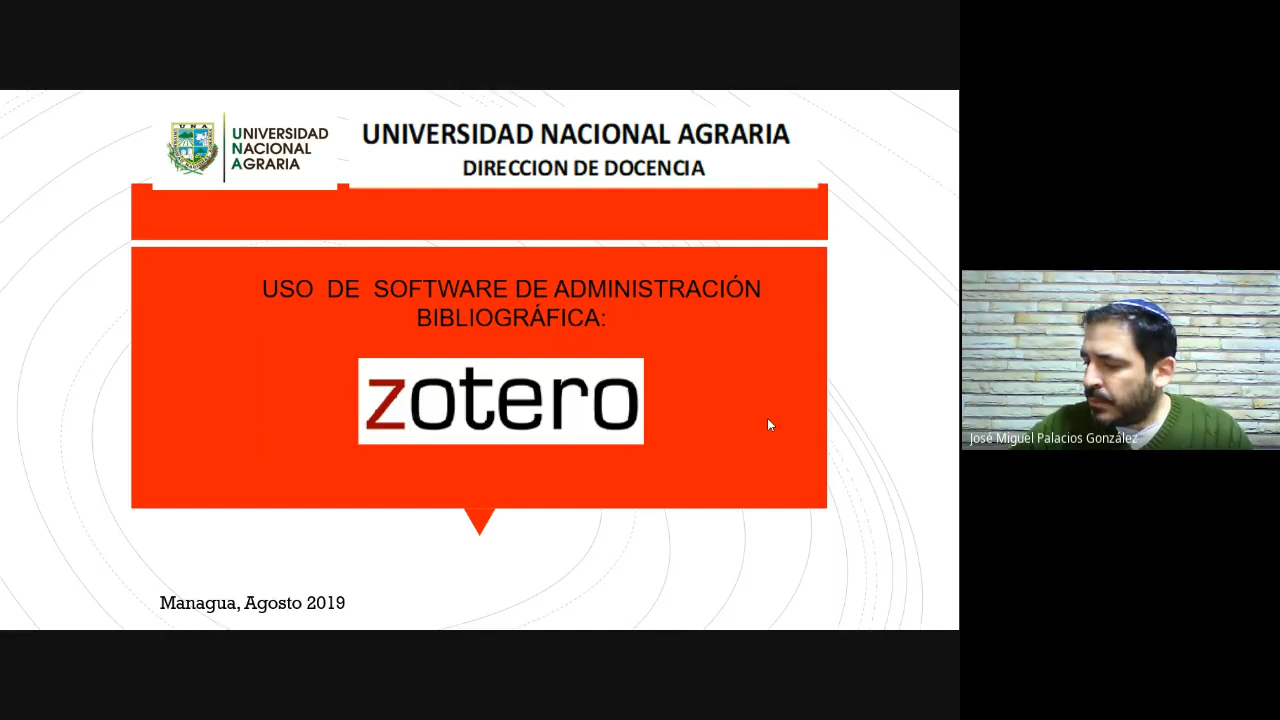 UNA
UNIVERSIDAD
NACIONAL
AGRARIA
UNIVERSIDAD NACIONAL AGRARIA
DIRECCION DE DOCENCIA
USO DE SOFTWARE DE ADMINISTRACIÓN
BIBLIOGRÁFICA:
zotero
Managua, Agosto 2019
José Miguel Palacios González